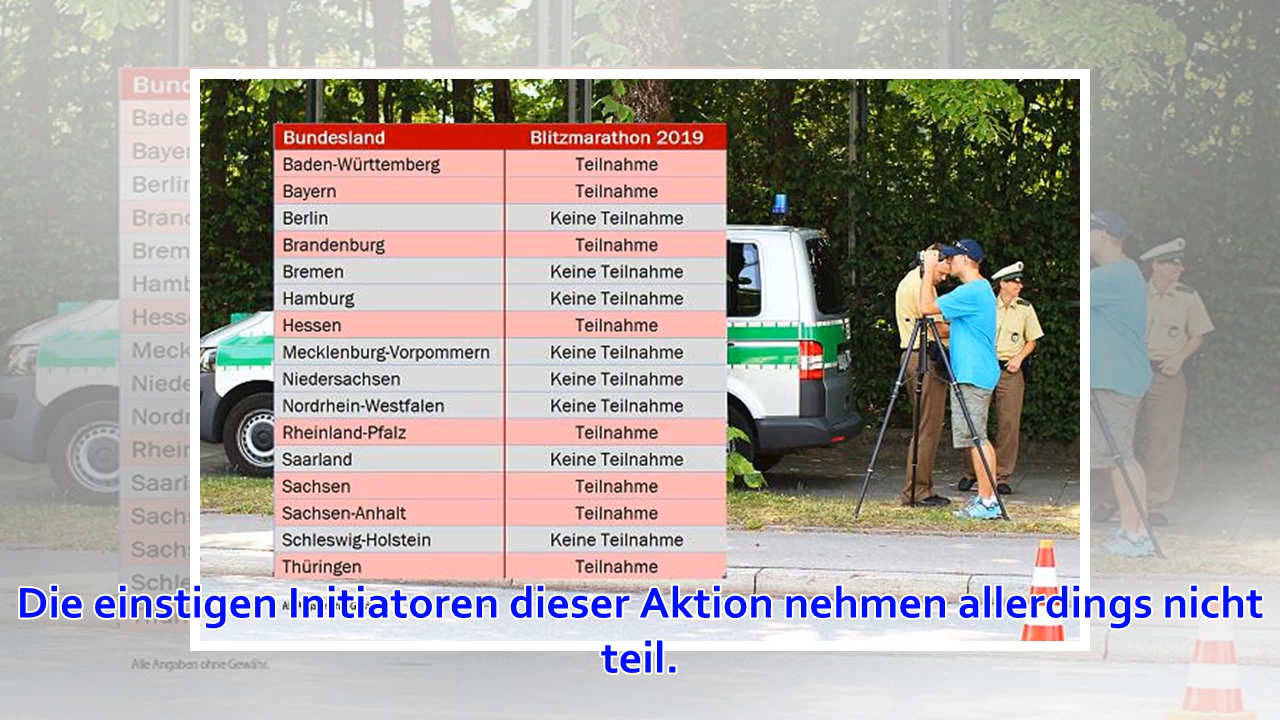 Bundesland Blitzmarathon 2019
Baden-Württemberg Teilnahme
Bayern Teilnahme
Berlin Keine Teilnahme
Brandenburg Teilnahme
Bremen Keine Teilnahme
Hamburg Keine Teilnahme
Hessen Teilnahme
Mecklenburg-Vorpommern Keine Teilnahme
Niedersachsen Keine Teilnahme
Nordrhein-Westfalen Keine Teilnahme
Rheinland-Pfalz Teilnahme
Saarland Keine Teilnahme
Sachsen Teilnahme
Sachsen-Anhalt Teilnahme
Schleswig-Holstein Keine Teilnahme
Thüringen Teilnahme
Die einstigen Initiatoren dieser Aktion nehmen allerdings nicht
teil.
Alle Angaben ohne Gewähr.